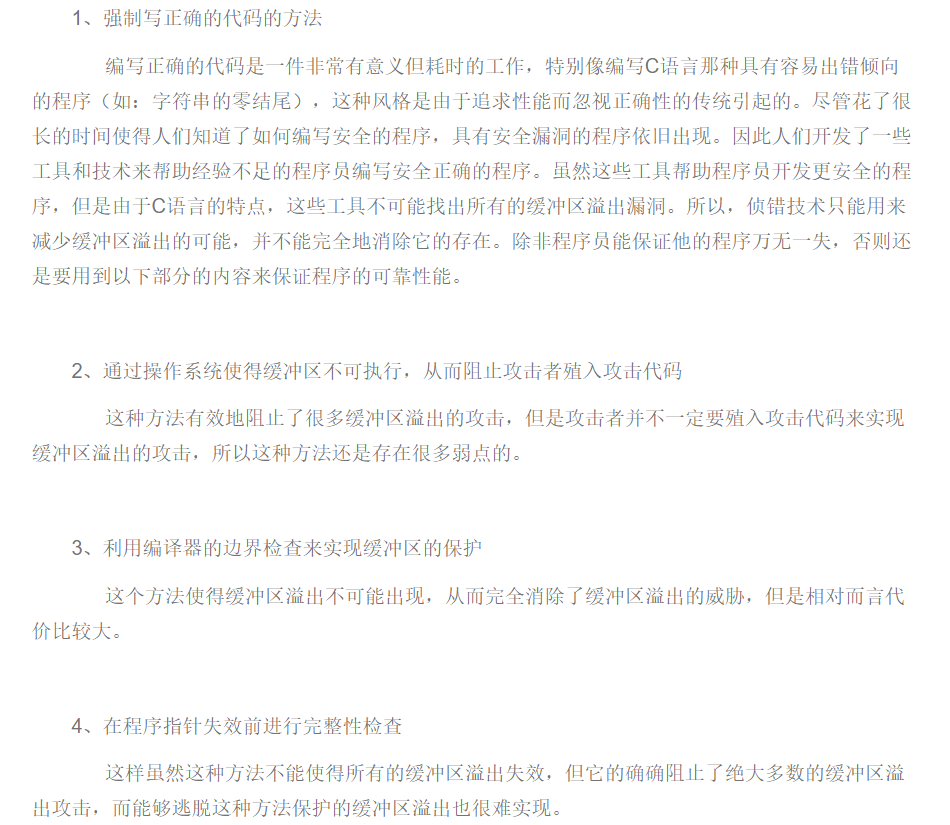 1、强制写正确的代码的方法
编写正确的代码是一件非常有意义但耗时的工作，特别像编写C语言那种具有容易出错倾向
的程序（如：字符串的零结尾），这种风格是由于追求性能而忽视正确性的传统引起的。尽管花了很
长的时间使得人们知道了如何编写安全的程序，具有安全漏洞的程序依旧出现。因此人们开发了一些
工具和技术来帮助经验不足的程序员编写安全正确的程序。虽然这些工具帮助程序员开发更安全的程
序，但是由于C语言的特点，这些工具不可能找出所有的缓冲区溢出漏洞。所以，侦错技术只能用来
减少缓冲区溢出的可能，并不能完全地消除它的存在。除非程序员能保证他的程序万无一失，否则还
是要用到以下部分的内容来保证程序的可靠性能。
2、通过操作系统使得缓冲区不可执行，从而阻止攻击者殖入攻击代码
这种方法有效地阻止了很多缓冲区溢出的攻击，但是攻击者并不一定要殖入攻击代码来实现
缓冲区溢出的攻击，所以这种方法还是存在很多弱点的。
3、利用编译器的边界检查来实现缓冲区的保护
这个方法使得缓冲区溢出不可能出现，从而完全消除了缓冲区溢出的威胁，但是相对而言代
价比较大。
4、在程序指针失效前进行完整性检查
这样虽然这种方法不能使得所有的缓冲区溢出失效，但它的的确确阻止了绝大多数的缓冲区溢
出攻击，而能够逃脱这种方法保护的缓冲区溢出也很难实现。